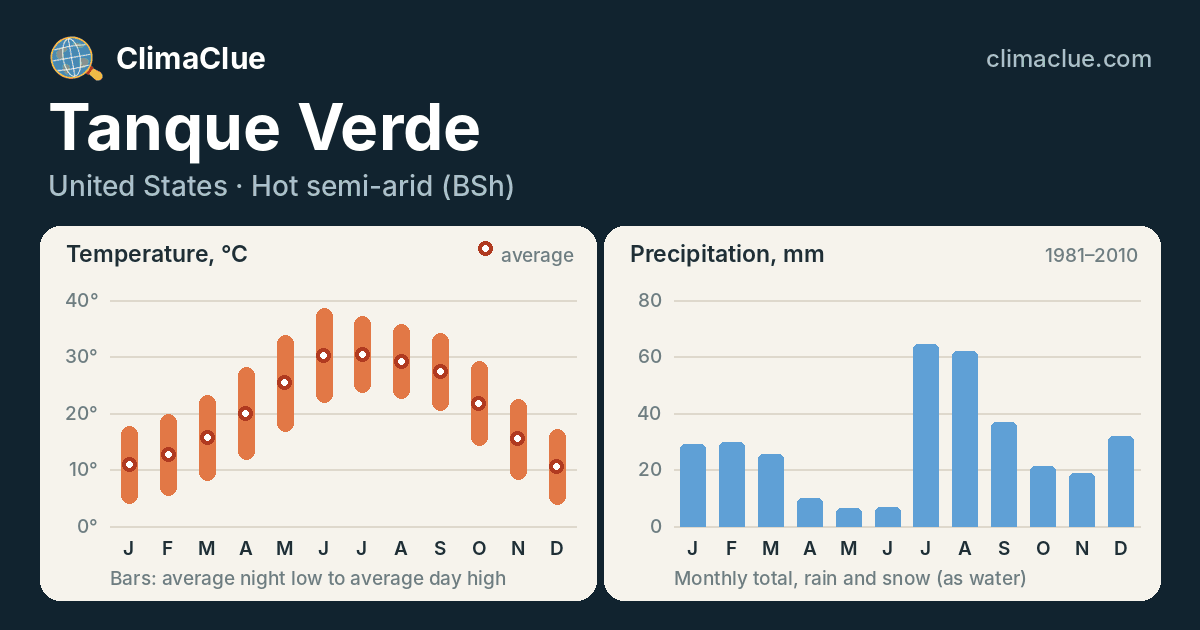 ClimaClue
climaclue.com
Tanque Verde
United States · Hot semi-arid (BSh)
Temperature, °C
average
40°
30°
20°
10°
0°
J F M A M J J A S O N D
Bars: average night low to average day high
Precipitation, mm
1981–2010
80
60
40
20
0
J F M A M J J A S O N D
Monthly total, rain and snow (as water)